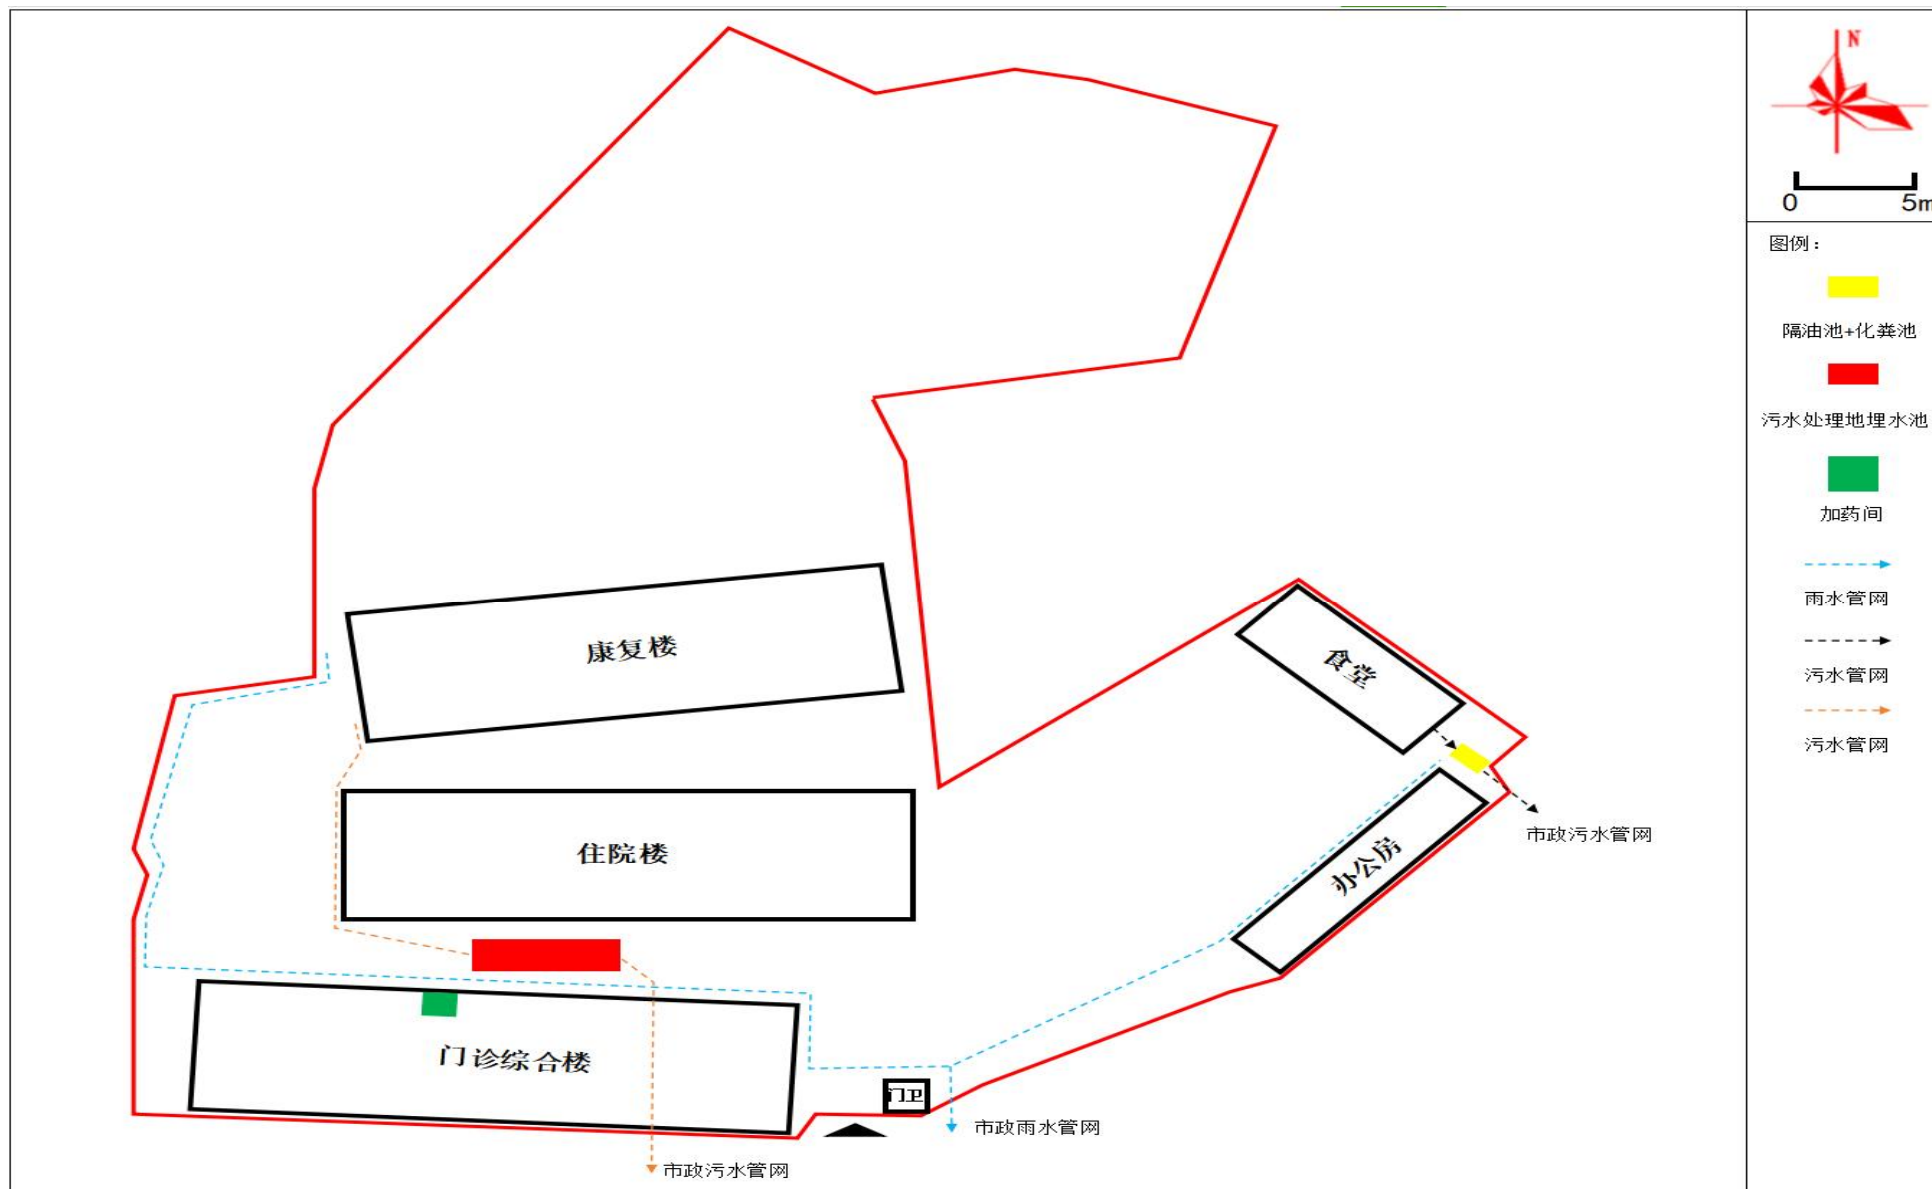 N
0 5m
图例：
隔油池+化粪池
污水处理地埋水池
加药间
雨水管网
污水管网
污水管网
康复楼
食堂
市政污水管网
住院楼
办公房
门诊综合楼
门卫
市政雨水管网
市政污水管网